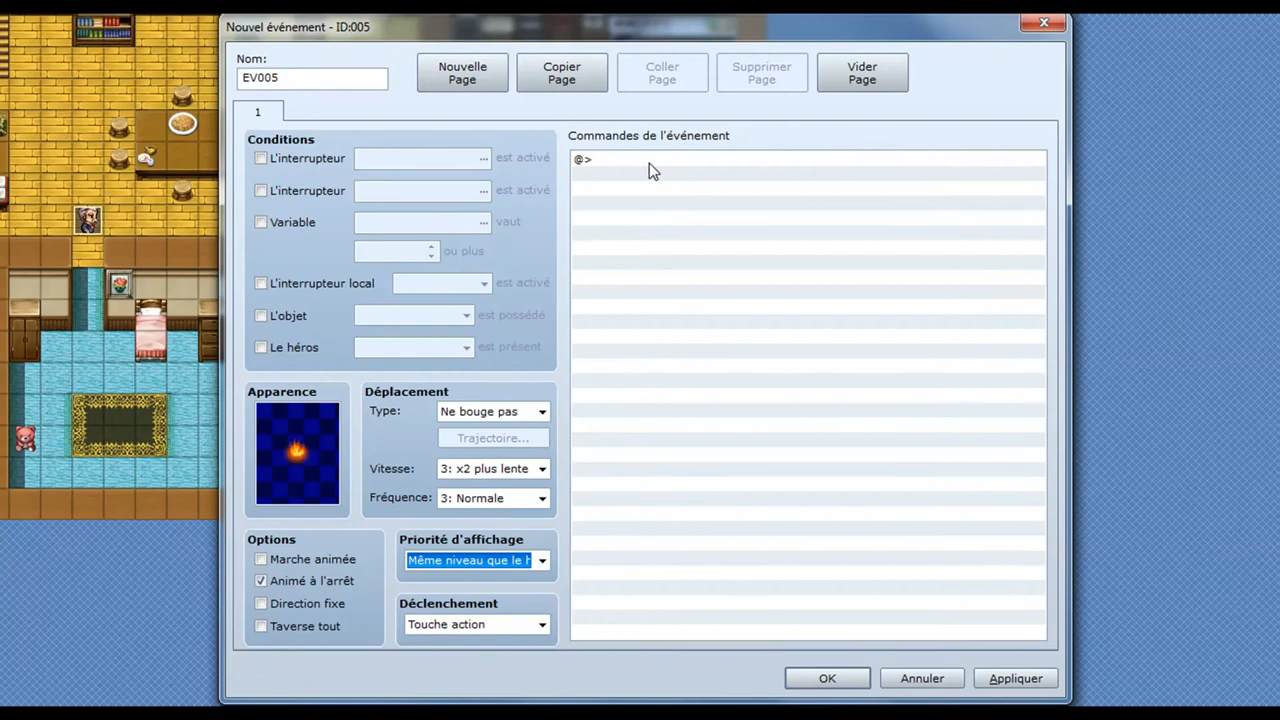 Nouvel événement - ID:005
Nom:
EV005
Nouvelle
Page
Copier
Page
Coller
Page
Supprimer
Page
Vider
Page
1
Conditions
L'interrupteur ... est activé
L'interrupteur ... est activé
Variable ... vaut
ou plus
L'interrupteur local est activé
L'objet est possédé
Le héros est présent
Apparence
Déplacement
Type: Ne bouge pas
Trajectoire...
Vitesse: 3: x2 plus lente
Fréquence: 3: Normale
Options
Marche animée
Animé à l'arrêt
Direction fixe
Taverse tout
Priorité d'affichage
Même niveau que le h
Déclenchement
Touche action
Commandes de l'événement
@>
OK
Annuler
Appliquer